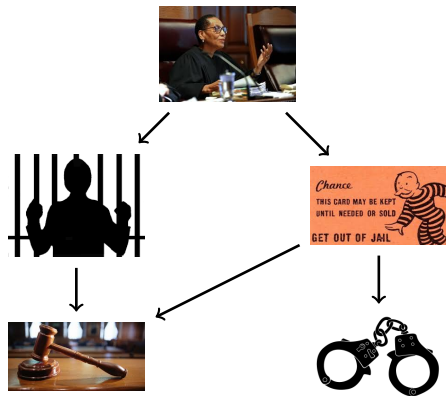 Chance
THIS CARD MAY BE KEPT
UNTIL NEEDED OR SOLD
GET OUT OF JAIL